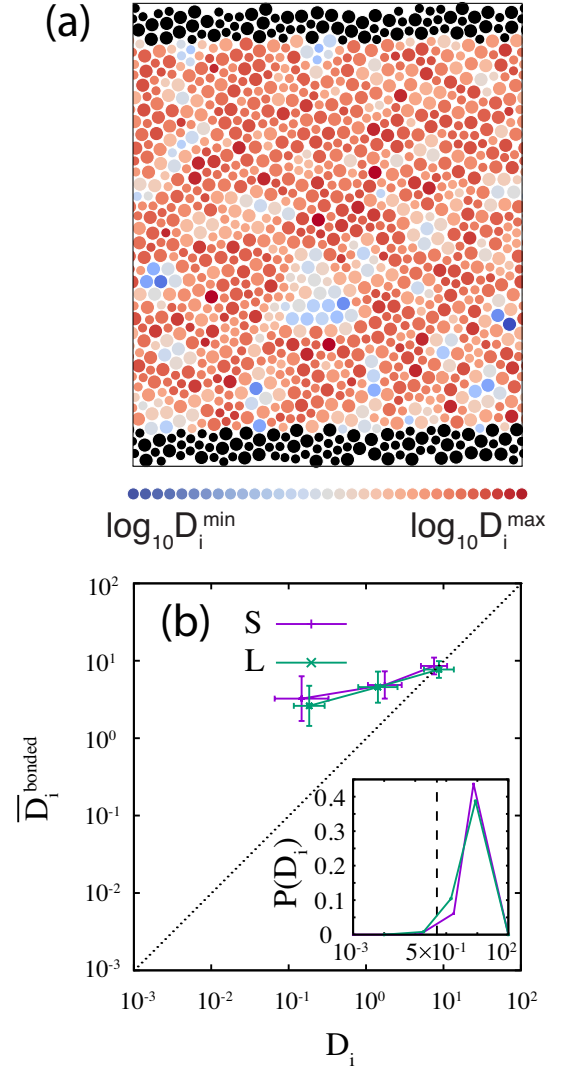 (a)
log₁₀Dᵢᵐⁱⁿ log₁₀Dᵢᵐᵃˣ
(b)
S
L
10²
10¹
10⁰
10⁻¹
10⁻²
10⁻³
D̅ᵢᵇᵒⁿᵈᵉᵈ
0.4
0.3
0.2
0.1
0
P(Dᵢ)
10⁻³ 5×10⁻¹ 10²
10⁻³ 10⁻² 10⁻¹ 10⁰ 10¹ 10²
Dᵢ